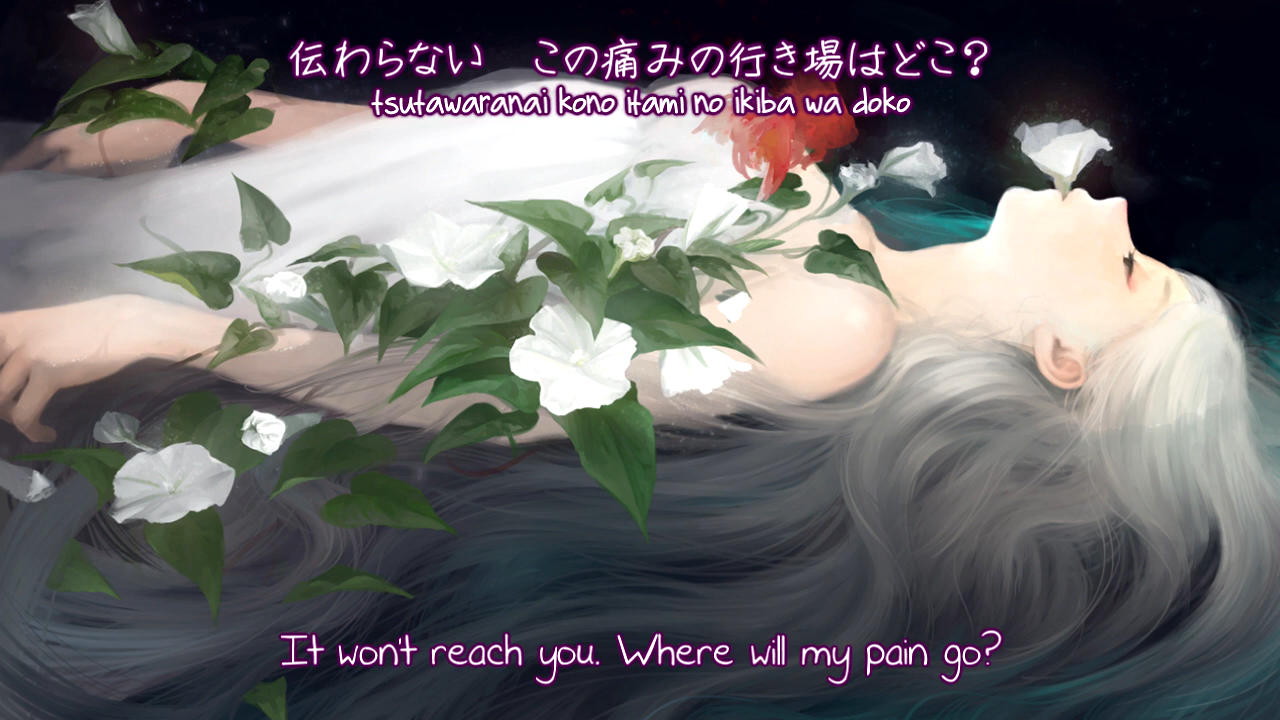 伝わらない　この痛みの行き場はどこ？
tsutawaranai kono itami no ikiba wa doko
It won't reach you. Where will my pain go?